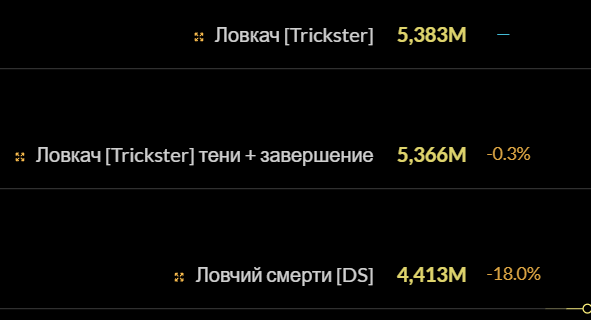 Ловкач [Trickster] 5,383M —
Ловкач [Trickster] тени + завершение 5,366M -0.3%
Ловчий смерти [DS] 4,413M -18.0%